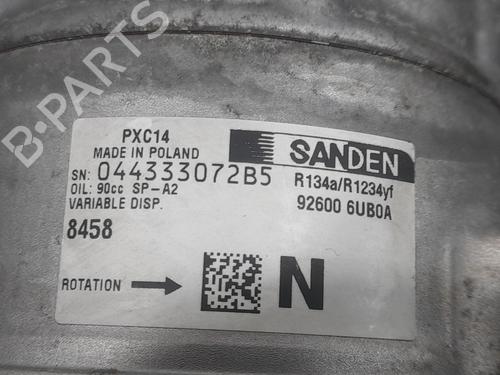 B-PARTS
PXC14
MADE IN POLAND
SANDEN
SN: 044333072B5
R134a/R1234yf
OIL: 90cc SP-A2
92600 6UB0A
VARIABLE DISP.
8458
ROTATION
N